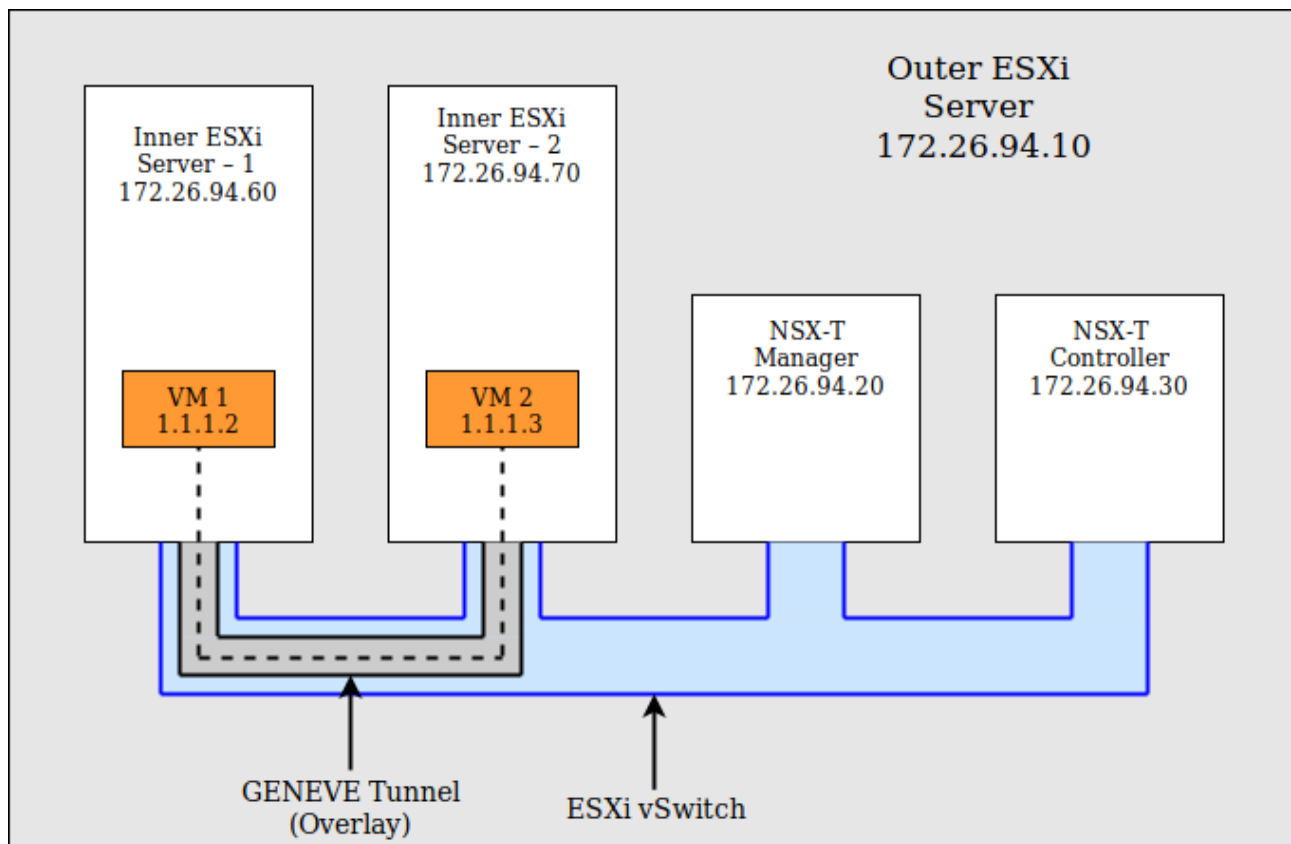 Outer ESXi
Server
172.26.94.10
Inner ESXi
Server – 1
172.26.94.60
Inner ESXi
Server – 2
172.26.94.70
NSX-T
Manager
172.26.94.20
NSX-T
Controller
172.26.94.30
VM 1
1.1.1.2
VM 2
1.1.1.3
GENEVE Tunnel
(Overlay)
ESXi vSwitch